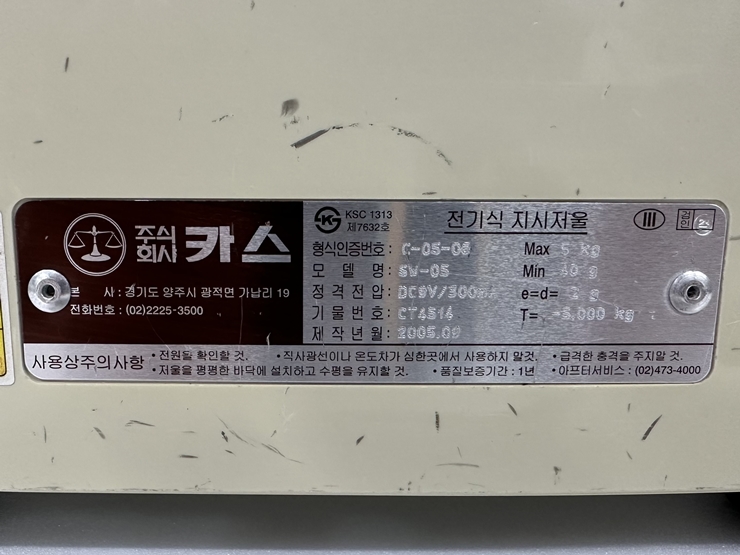 주식
회사 카스
본 사 : 경기도 양주시 광적면 가납리 19
전화번호 : (02)2225-3500
KSC 1313
제7632호
전기식 지시저울
III
형식인증번호: C-05-06
모 델 명: SW-05
정격전압: DC9V/300mA
기물번호: CT4514
제작년월: 2005.09
Max 5 kg
Min 40 g
e=d= 2 g
T= -5,000 kg
사용상주의사항
• 전원을 확인할 것. • 직사광선이나 온도차가 심한곳에서 사용하지 말것. • 급격한 충격을 주지말 것.
• 저울을 평평한 바닥에 설치하고 수평을 유지할 것. • 품질보증기간 : 1년 • 아프터서비스 : (02)473-4000